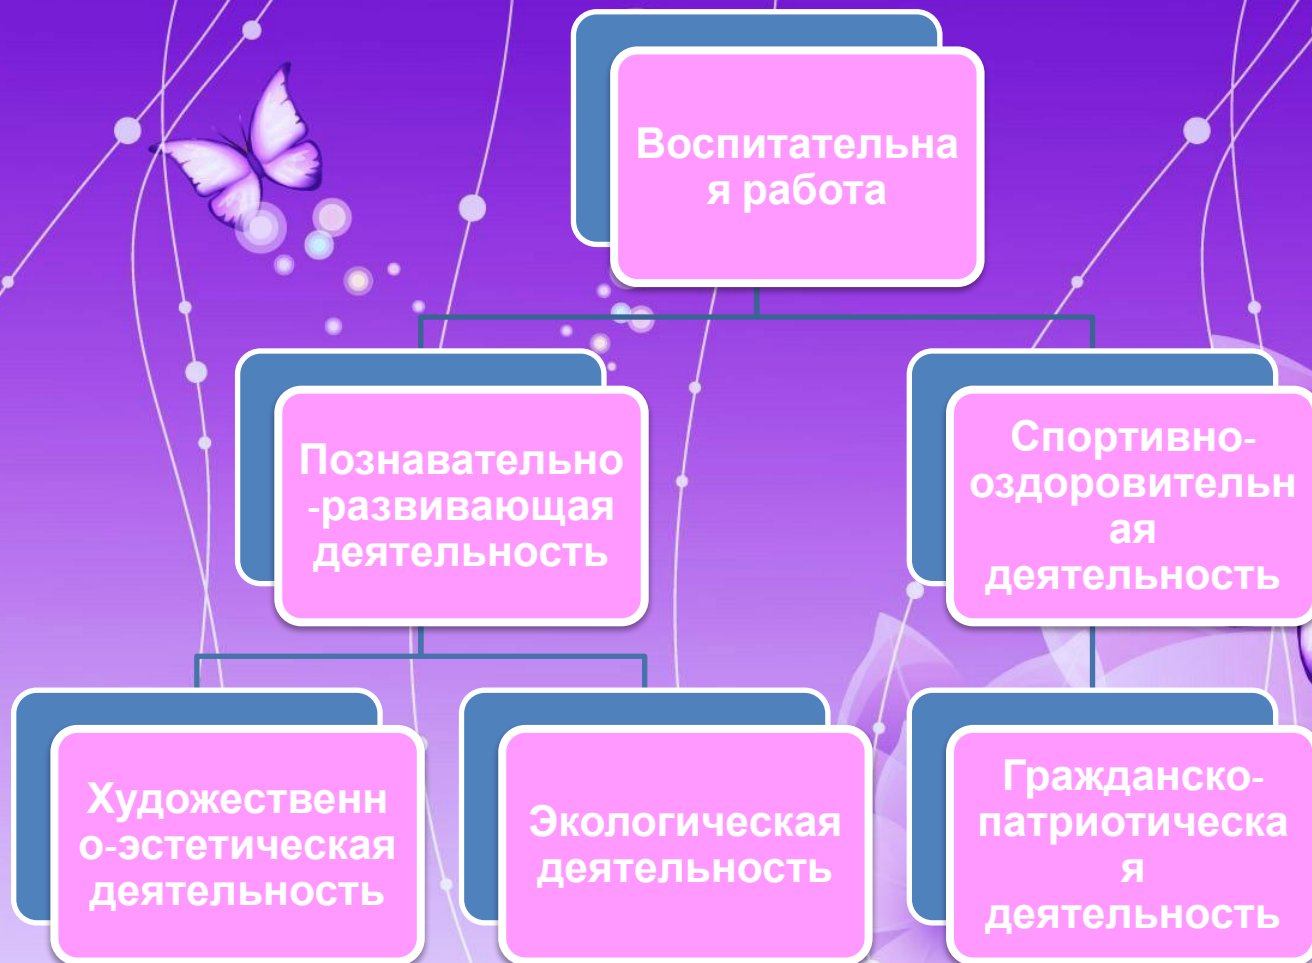 Воспитательна
я работа
Познавательно
-развивающая
деятельность
Спортивно-
оздоровительн
ая
деятельность
Художественн
о-эстетическая
деятельность
Экологическая
деятельность
Гражданско-
патриотическа
я
деятельность